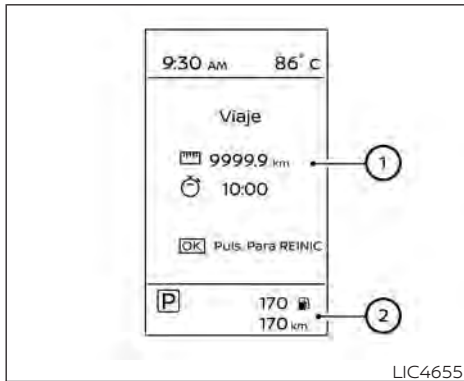 9:30 AM 86° C
Viaje
9999.9 km
1
10:00
OK Puls. Para REINIC
P 170
170 km
2
LIC4655